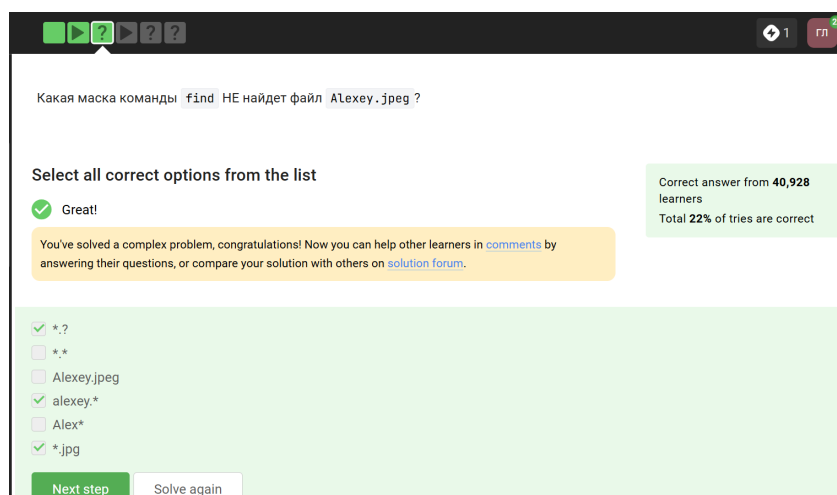 ? ? ?
1
ГЛ
2
Какая маска команды find НЕ найдет файл Alexey.jpeg ?
Select all correct options from the list
Great!
You've solved a complex problem, congratulations! Now you can help other learners in comments by
answering their questions, or compare your solution with others on solution forum.
Correct answer from 40,928
learners
Total 22% of tries are correct
*.?
*.*
Alexey.jpeg
alexey.*
Alex*
*.jpg
Next step
Solve again